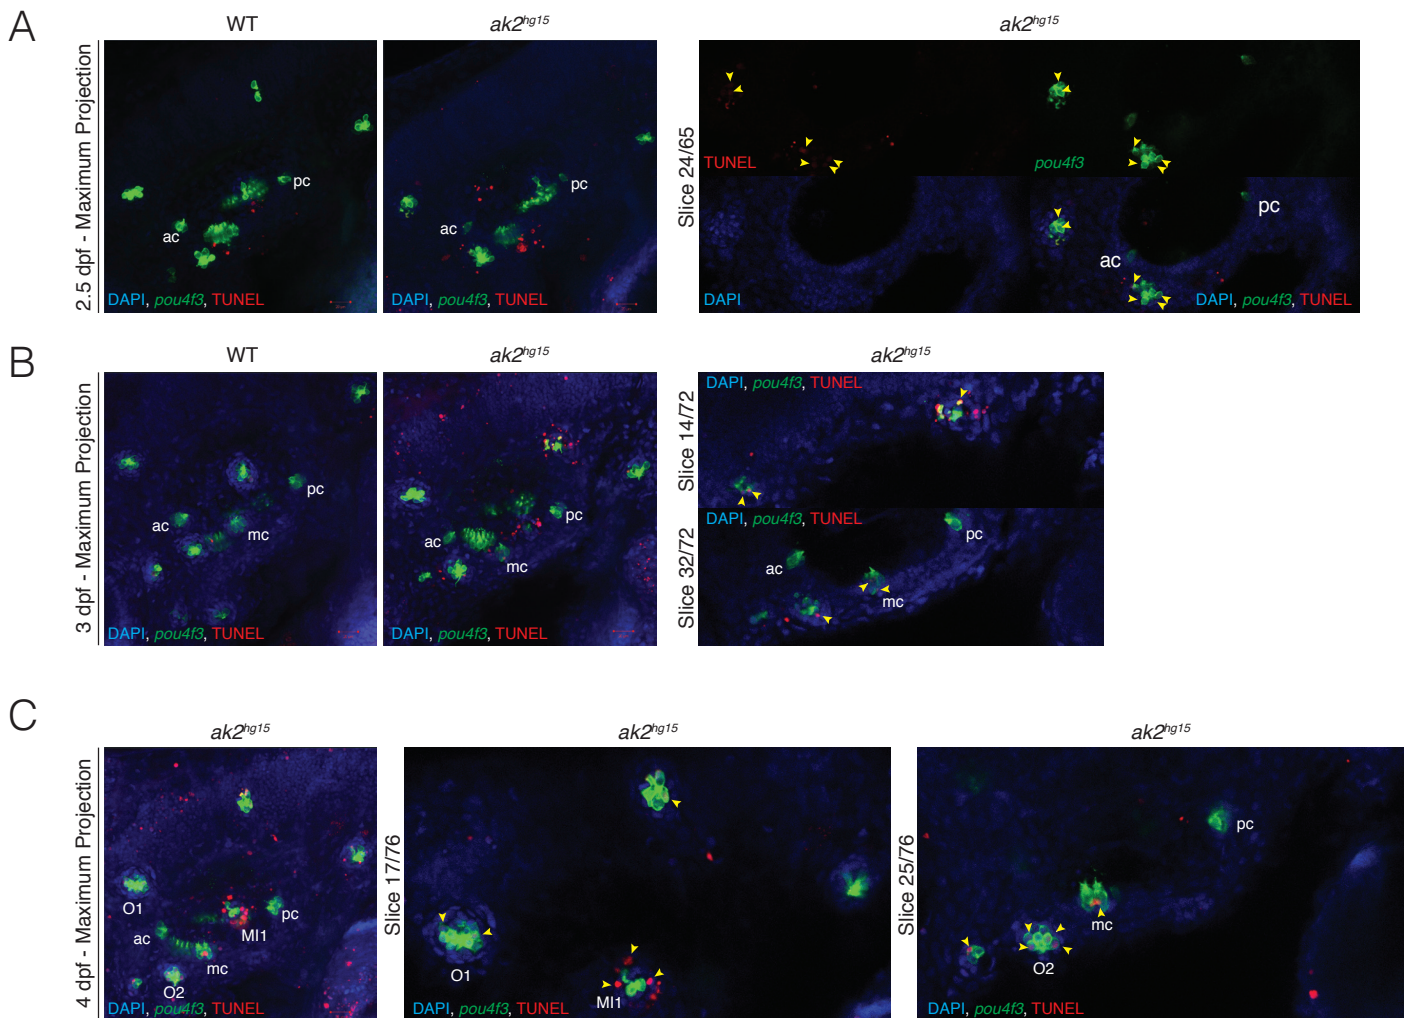 A
WT
ak2hg15
ak2hg15
2.5 dpf - Maximum Projection
pc
ac
DAPI, pou4f3, TUNEL
pc
ac
DAPI, pou4f3, TUNEL
Slice 24/65
TUNEL
pou4f3
DAPI
pc
ac
DAPI, pou4f3, TUNEL
B
WT
ak2hg15
ak2hg15
3 dpf - Maximum Projection
pc
ac
mc
DAPI, pou4f3, TUNEL
pc
ac
mc
DAPI, pou4f3, TUNEL
Slice 14/72
DAPI, pou4f3, TUNEL
Slice 32/72
DAPI, pou4f3, TUNEL
pc
ac
mc
C
ak2hg15
ak2hg15
ak2hg15
4 dpf - Maximum Projection
O1
pc
ac
MI1
mc
O2
DAPI, pou4f3, TUNEL
Slice 17/76
O1
MI1
DAPI, pou4f3, TUNEL
Slice 25/76
pc
mc
O2
DAPI, pou4f3, TUNEL